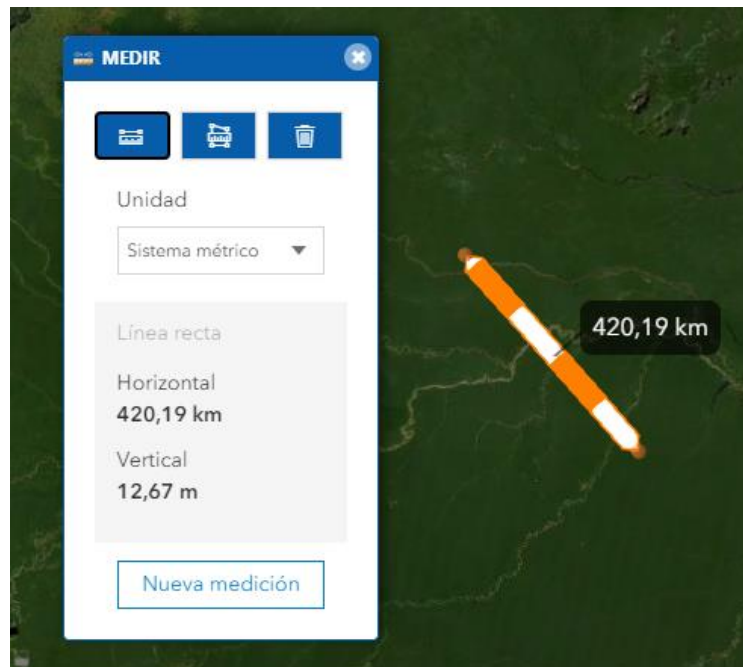 MEDIR
Unidad
Sistema métrico
Línea recta
Horizontal
420,19 km
Vertical
12,67 m
Nueva medición
420,19 km